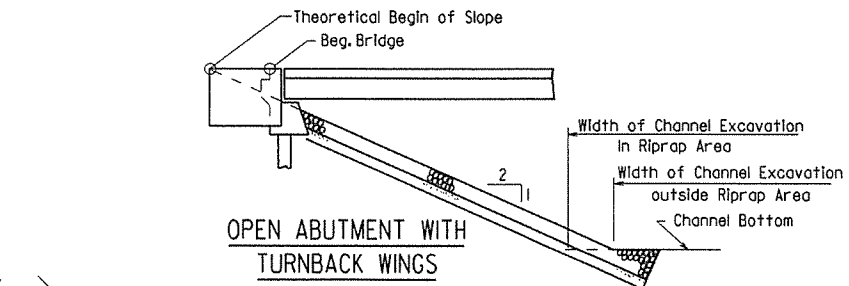 Theoretical Begin of Slope
Beg. Bridge
Width of Channel Excavation
In Riprap Area
Width of Channel Excavation
outside Riprap Area
Channel Bottom
2
1
OPEN ABUTMENT WITH
TURNBACK WINGS